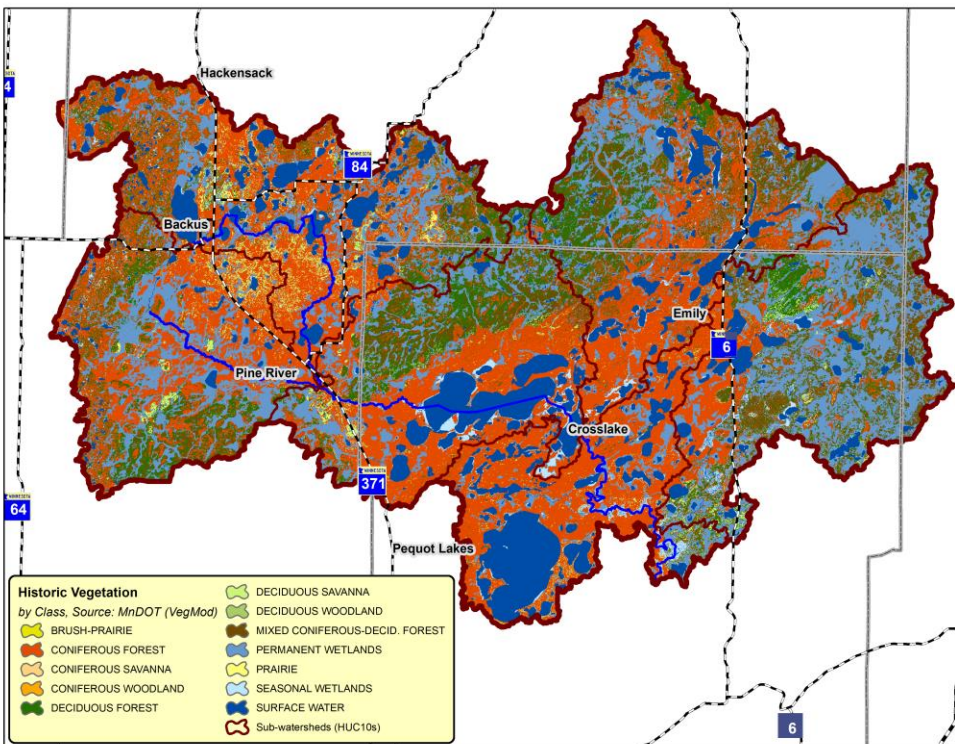 Hackensack
4
84
Backus
Emily
6
Pine River
Crosslake
371
64
Pequot Lakes
Historic Vegetation
by Class, Source: MnDOT (VegMod)
BRUSH-PRAIRIE
CONIFEROUS FOREST
CONIFEROUS SAVANNA
CONIFEROUS WOODLAND
DECIDUOUS FOREST
DECIDUOUS SAVANNA
DECIDUOUS WOODLAND
MIXED CONIFEROUS-DECID. FOREST
PERMANENT WETLANDS
PRAIRIE
SEASONAL WETLANDS
SURFACE WATER
Sub-watersheds (HUC10s)
6